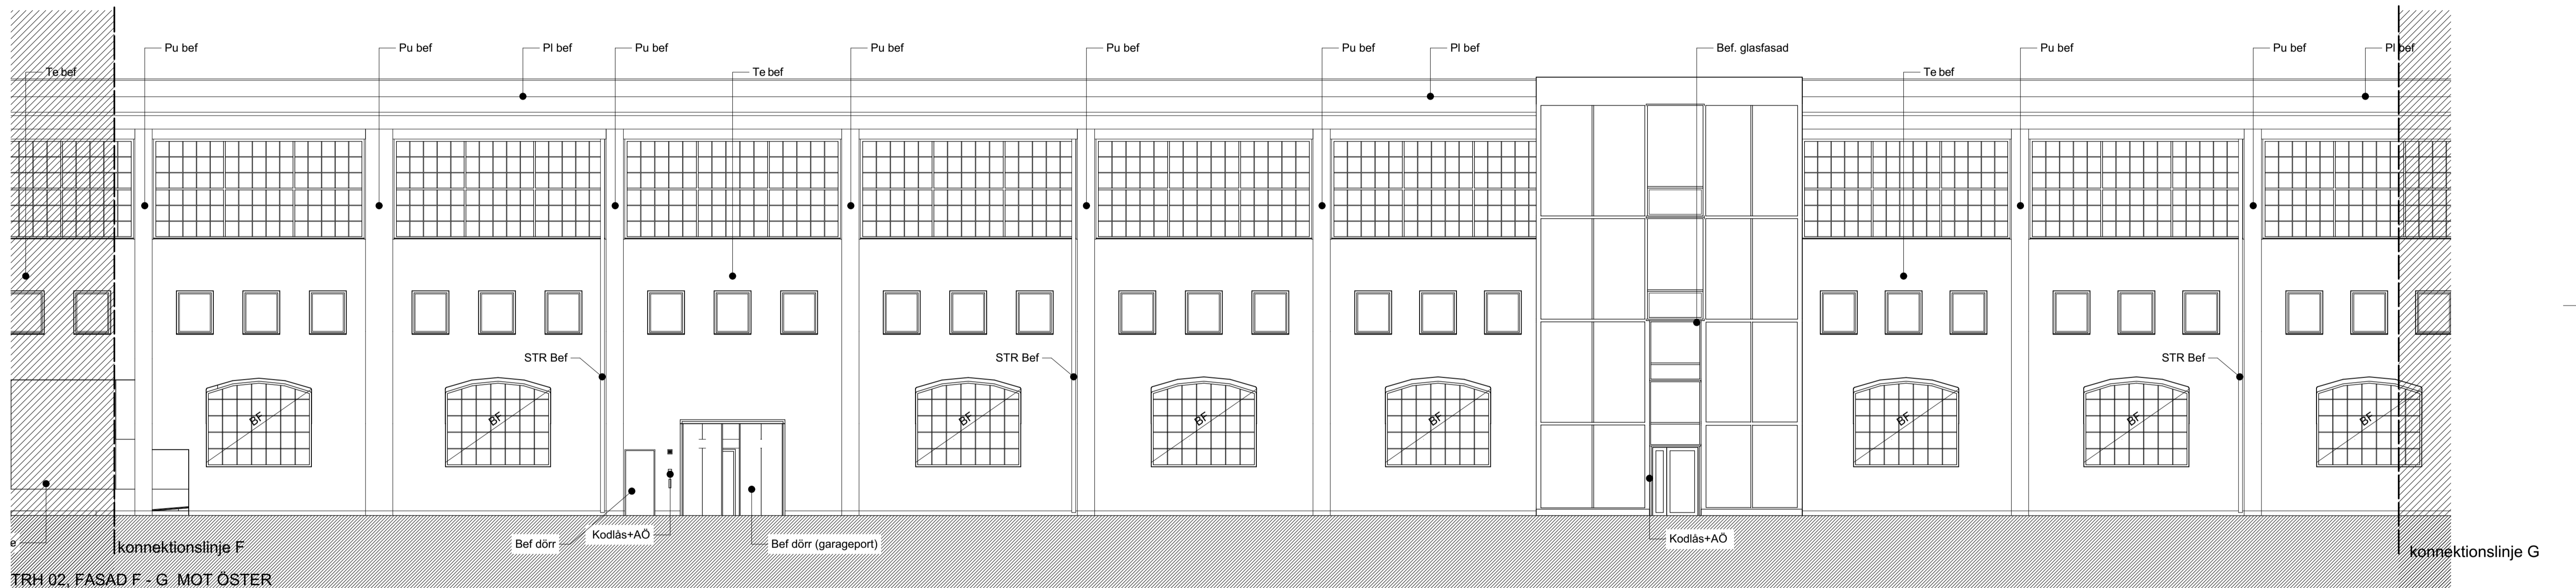 Pu bef
Pu bef
Pl bef
Pu bef
Pu bef
Pu bef
Pu bef
Pl bef
Bef. glasfasad
Pu bef
Pu bef
Pl bef
Te bef
Te bef
Te bef
STR Bef
STR Bef
STR Bef
BF
BF
BF
BF
BF
BF
BF
BF
Kodlås+AÖ
Kodlås+AÖ
e
Bef dörr
Bef dörr (garageport)
konnektionslinje F
konnektionslinje G
TRH 02, FASAD F - G MOT ÖSTER